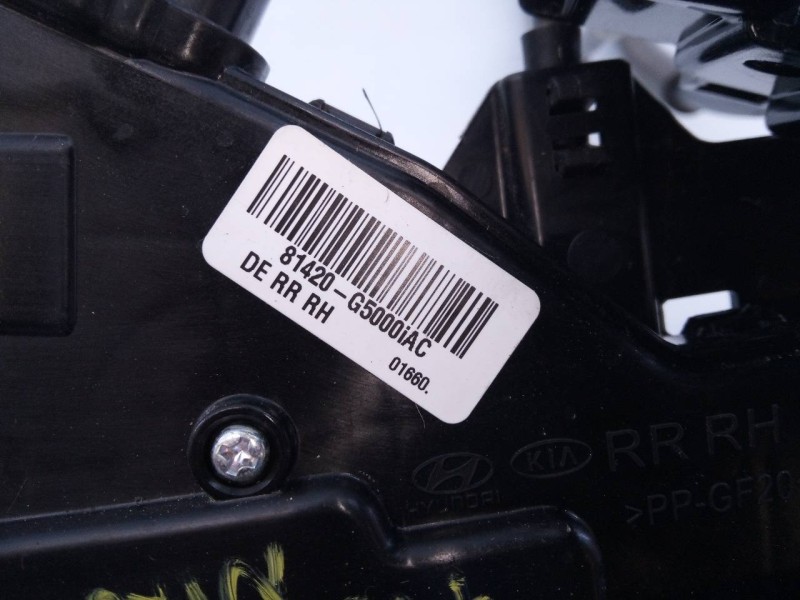 81420-G5000iAC
DE RR RH
01660.
HYUNDAI
KIA
RR RH
>PP-GF20